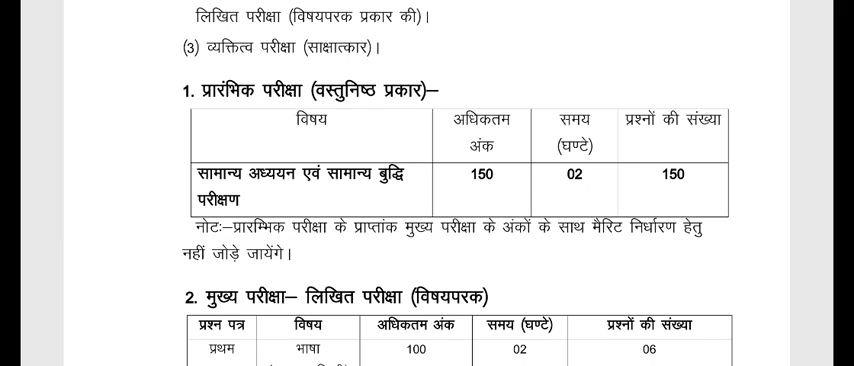 लिखित परीक्षा (विषयपरक प्रकार की)।
(3) व्यक्तित्व परीक्षा (साक्षात्कार)।
1. प्रारंभिक परीक्षा (वस्तुनिष्ठ प्रकार)–
विषय अधिकतम अंक समय (घण्टे) प्रश्नों की संख्या
सामान्य अध्ययन एवं सामान्य बुद्धि परीक्षण 150 02 150
नोटः–प्रारम्भिक परीक्षा के प्राप्तांक मुख्य परीक्षा के अंकों के साथ मैरिट निर्धारण हेतु
नहीं जोड़े जायेंगे।
2. मुख्य परीक्षा– लिखित परीक्षा (विषयपरक)
प्रश्न पत्र विषय अधिकतम अंक समय (घण्टे) प्रश्नों की संख्या
प्रथम भाषा 100 02 06